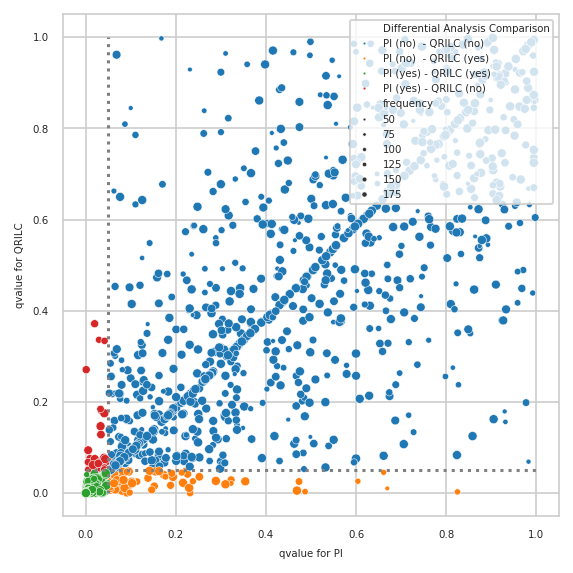 Differential Analysis Comparison
PI (no)  - QRILC (no)
PI (no)  - QRILC (yes)
PI (yes) - QRILC (yes)
PI (yes) - QRILC (no)
frequency
50
75
100
125
150
175
1.0
0.8
0.6
0.4
0.2
0.0
qvalue for QRILC
0.0 0.2 0.4 0.6 0.8 1.0
qvalue for PI